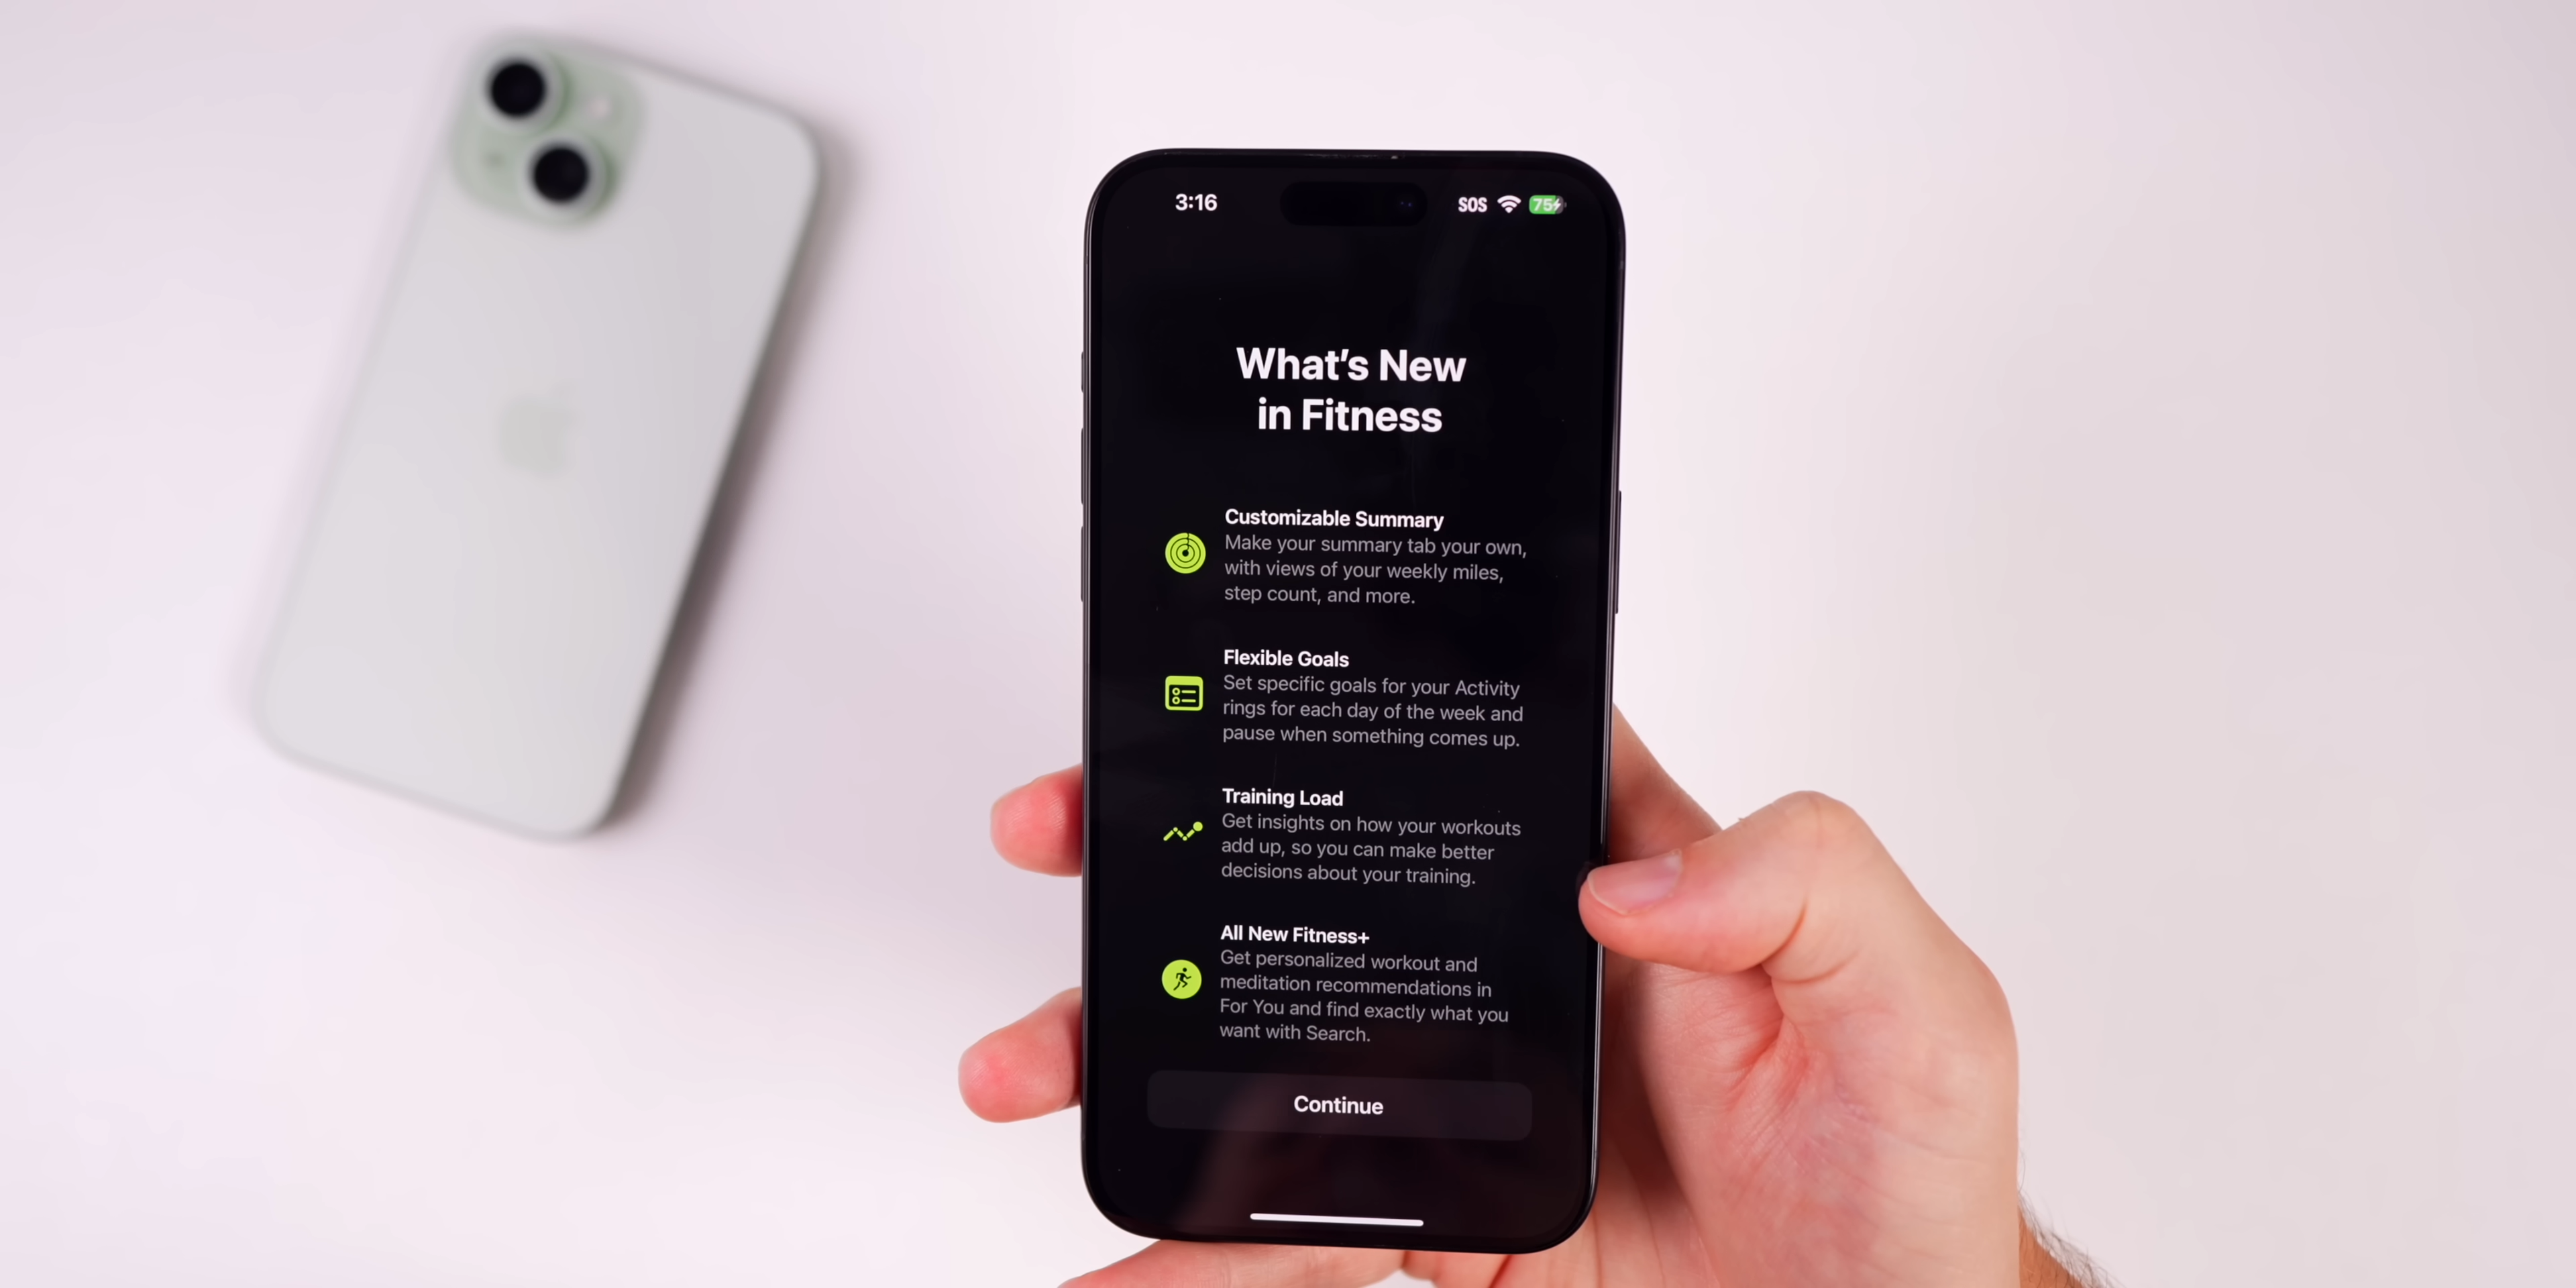 3:16
SOS
75
What's New
in Fitness
Customizable Summary
Make your summary tab your own,
with views of your weekly miles,
step count, and more.
Flexible Goals
Set specific goals for your Activity
rings for each day of the week and
pause when something comes up.
Training Load
Get insights on how your workouts
add up, so you can make better
decisions about your training.
All New Fitness+
Get personalized workout and
meditation recommendations in
For You and find exactly what you
want with Search.
Continue